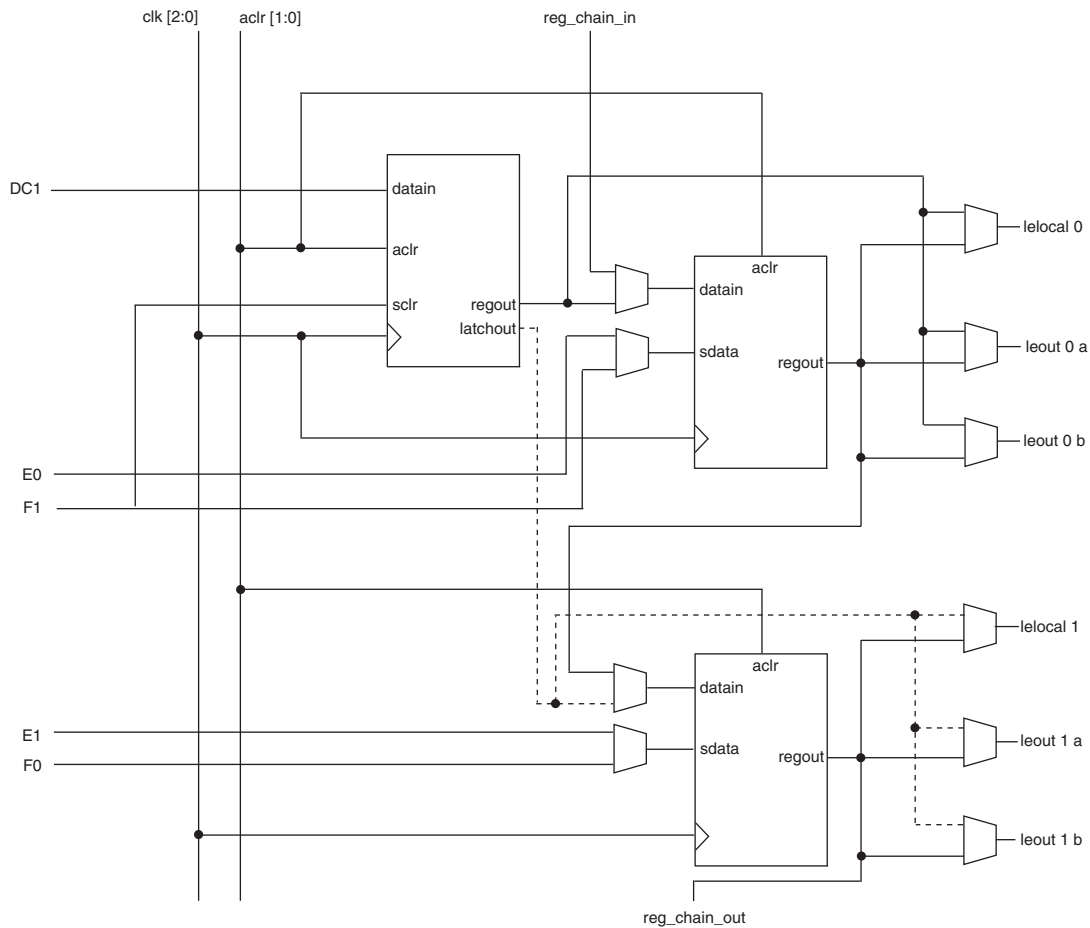 clk [2:0]
aclr [1:0]
reg_chain_in
DC1
datain
aclr
sclr
regout
latchout
aclr
datain
sdata
regout
lelocal 0
leout 0 a
leout 0 b
E0
F1
aclr
datain
sdata
regout
lelocal 1
leout 1 a
leout 1 b
E1
F0
reg_chain_out